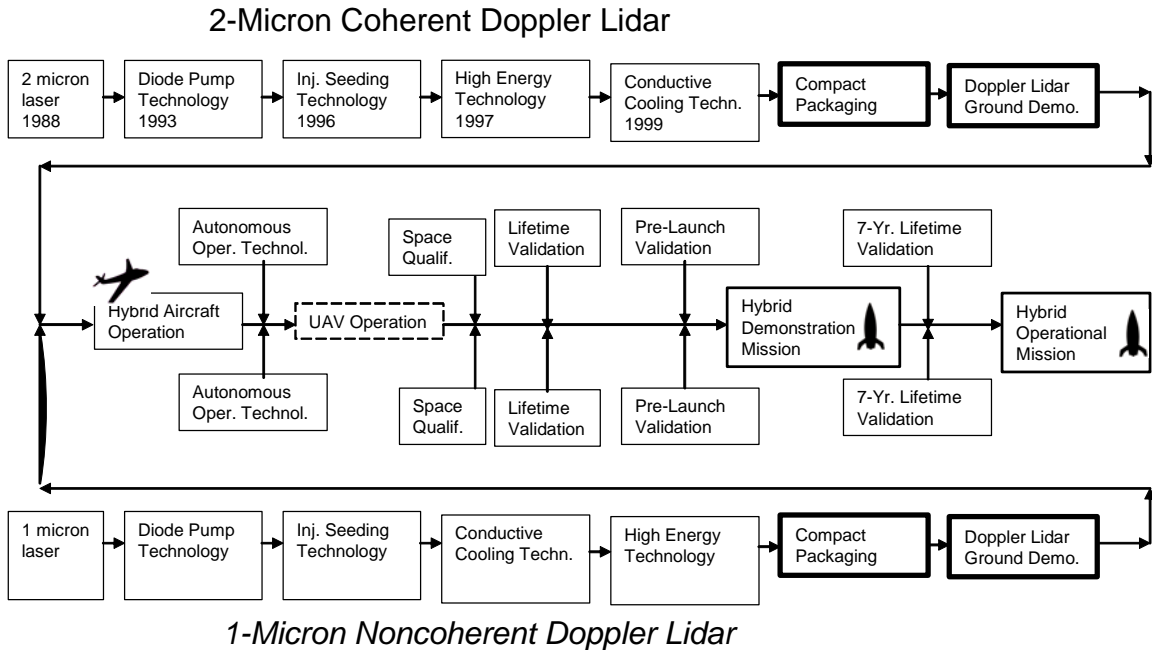 2-Micron Coherent Doppler Lidar
2 micron
laser
1988
Diode Pump
Technology
1993
Inj. Seeding
Technology
1996
High Energy
Technology
1997
Conductive
Cooling Techn.
1999
Compact
Packaging
Doppler Lidar
Ground Demo.
Autonomous
Oper. Technol.
Space
Qualif.
Lifetime
Validation
Pre-Launch
Validation
7-Yr. Lifetime
Validation
Hybrid Aircraft
Operation
UAV Operation
Hybrid
Demonstration
Mission
Hybrid
Operational
Mission
Autonomous
Oper. Technol.
Space
Qualif.
Lifetime
Validation
Pre-Launch
Validation
7-Yr. Lifetime
Validation
1 micron
laser
Diode Pump
Technology
Inj. Seeding
Technology
Conductive
Cooling Techn.
High Energy
Technology
Compact
Packaging
Doppler Lidar
Ground Demo.
1-Micron Noncoherent Doppler Lidar